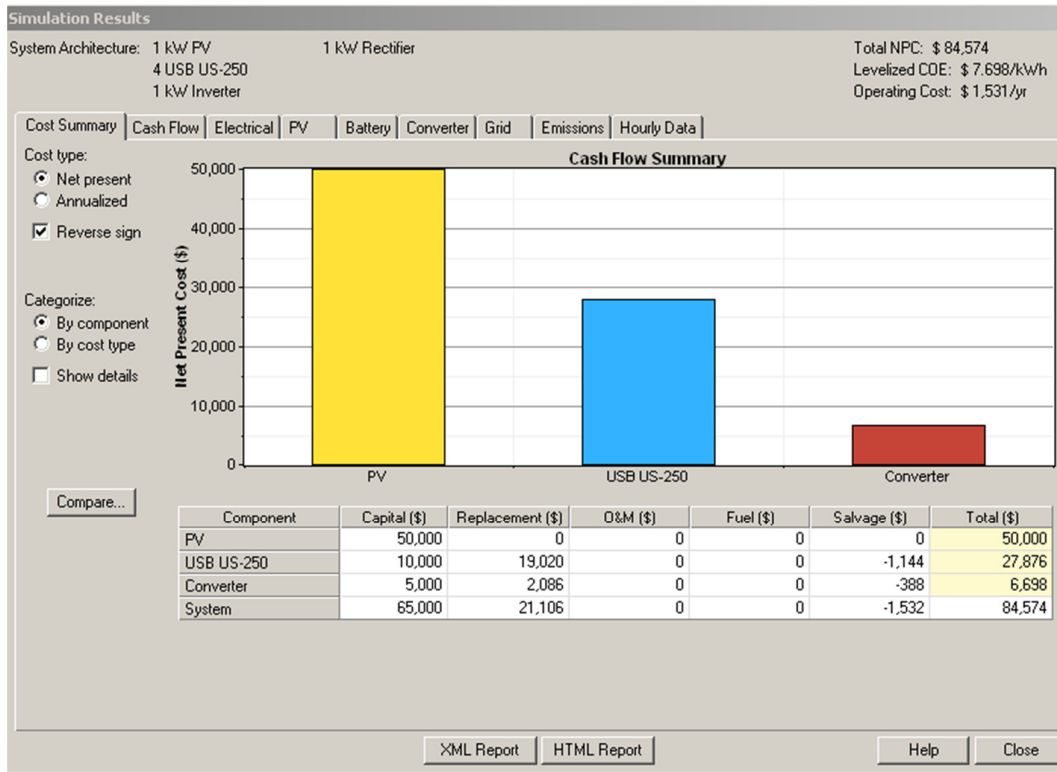 Simulation Results
System Architecture: 1 kW PV 1 kW Rectifier Total NPC: $ 84,574
4 USB US-250 Levelized COE: $ 7.698/kWh
1 kW Inverter Operating Cost: $ 1,531/yr
Cost Summary Cash Flow Electrical PV Battery Converter Grid Emissions Hourly Data
Cost type:
Net present
Annualized
Reverse sign
Categorize:
By component
By cost type
Show details
Compare...
Cash Flow Summary
Net Present Cost ($)
50,000
40,000
30,000
20,000
10,000
0
PV USB US-250 Converter
Component Capital ($) Replacement ($) O&M ($) Fuel ($) Salvage ($) Total ($)
PV 50,000 0 0 0 0 50,000
USB US-250 10,000 19,020 0 0 -1,144 27,876
Converter 5,000 2,086 0 0 -388 6,698
System 65,000 21,106 0 0 -1,532 84,574
XML Report HTML Report Help Close